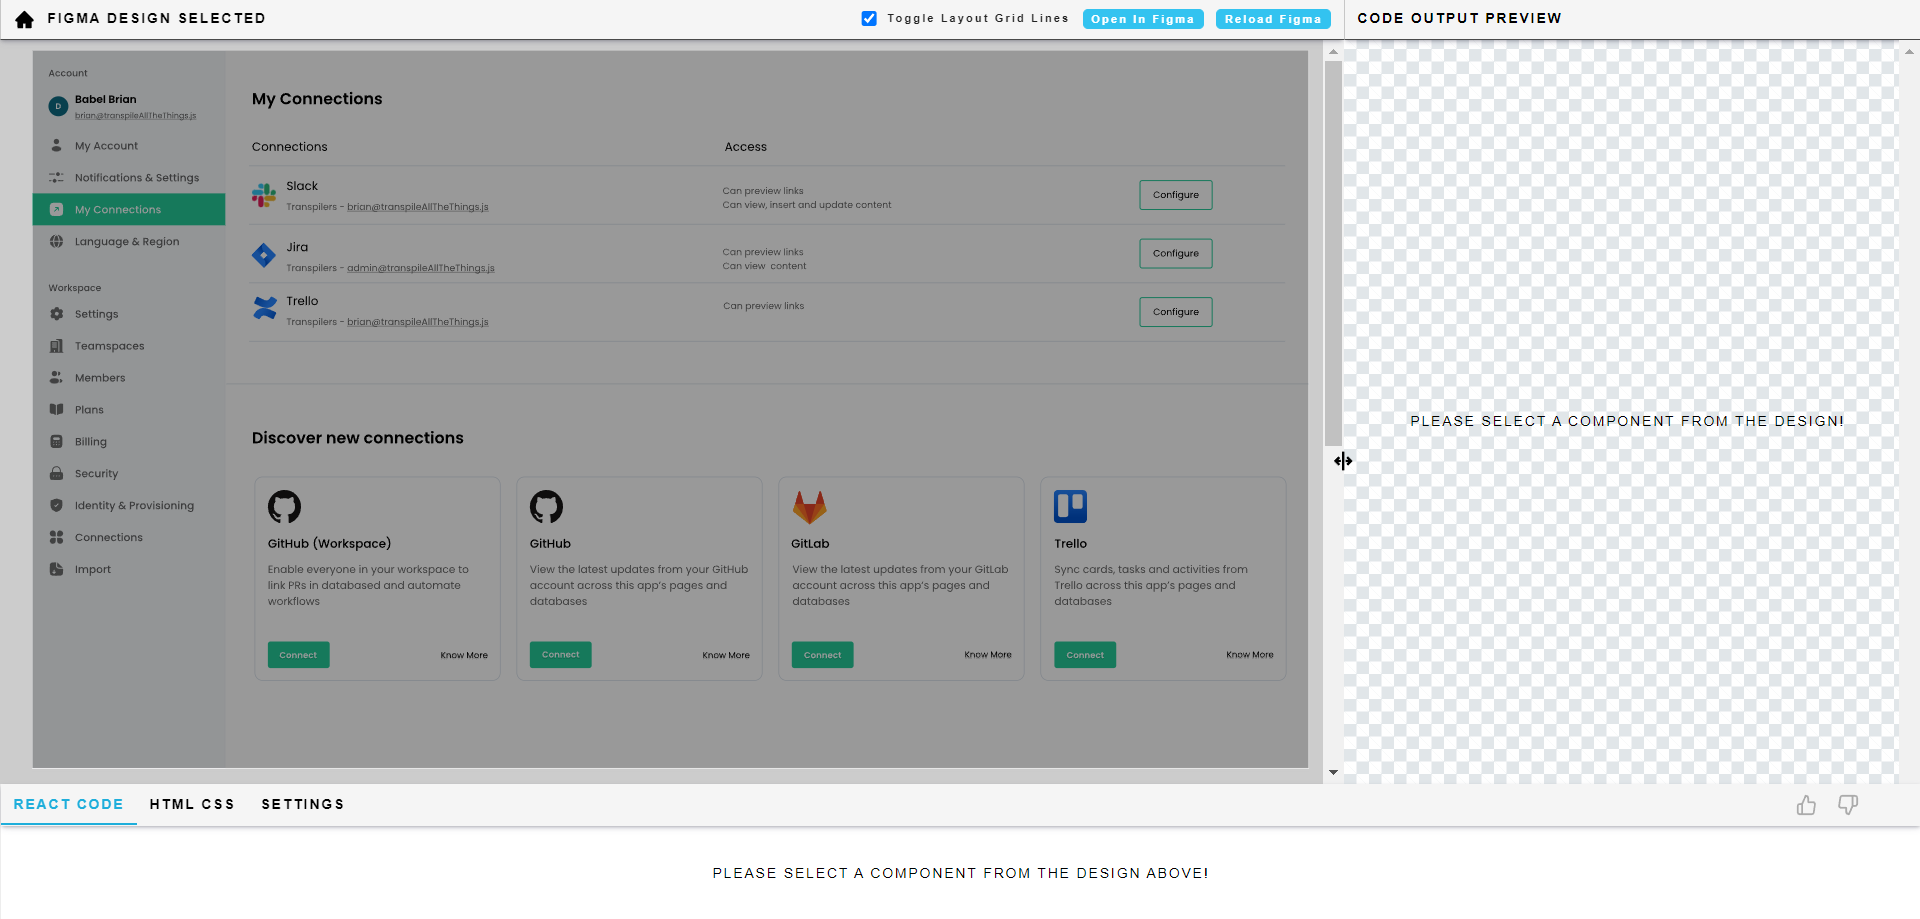 FIGMA DESIGN SELECTED
Toggle Layout Grid Lines
Open In Figma
Reload Figma
CODE OUTPUT PREVIEW
Account
D
Babel Brian
brian@transpileAllTheThings.js
My Account
Notifications & Settings
My Connections
Language & Region
Workspace
Settings
Teamspaces
Members
Plans
Billing
Security
Identity & Provisioning
Connections
Import
My Connections
Connections
Access
Slack
Transpilers - brian@transpileAllTheThings.js
Can preview links
Can view, insert and update content
Configure
Jira
Transpilers - admin@transpileAllTheThings.js
Can preview links
Can view content
Configure
Trello
Transpilers - brian@transpileAllTheThings.js
Can preview links
Configure
Discover new connections
GitHub (Workspace)
Enable everyone in your workspace to
link PRs in databased and automate
workflows
Connect
Know More
GitHub
View the latest updates from your GitHub
account across this app's pages and
databases
Connect
Know More
GitLab
View the latest updates from your GitLab
account across this app's pages and
databases
Connect
Know More
Trello
Sync cards, tasks and activities from
Trello across this app's pages and
databases
Connect
Know More
PLEASE SELECT A COMPONENT FROM THE DESIGN!
REACT CODE
HTML CSS
SETTINGS
PLEASE SELECT A COMPONENT FROM THE DESIGN ABOVE!